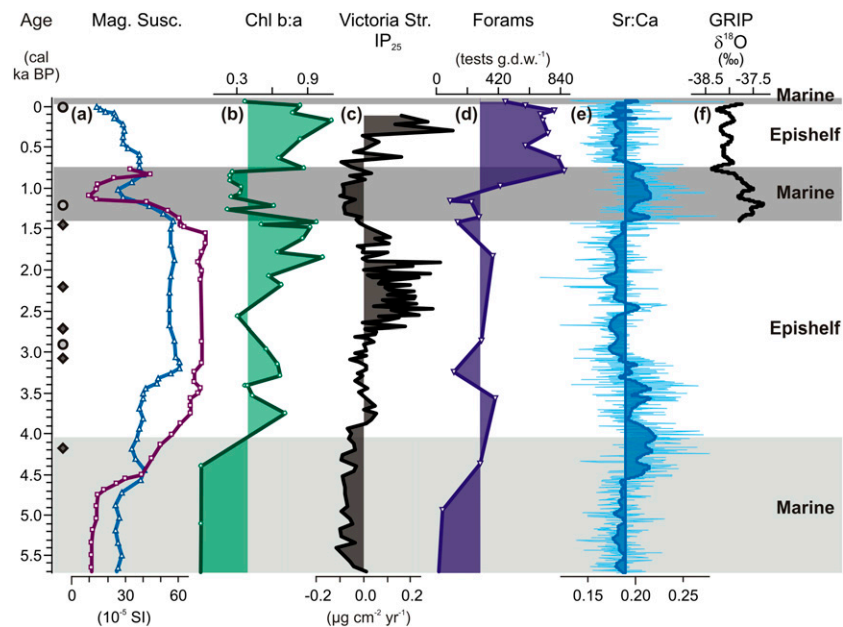 Age Mag. Susc. Chl b:a Victoria Str. Forams Sr:Ca GRIP
IP25 δ18O
(cal ka BP) (tests g.d.w.-1) (‰)
0.3 0.9 0 420 840 -38.5 -37.5
Marine
0 (a) (b) (c) (d) (e) (f)
Epishelf
0.5
1.0 Marine
1.5
2.0
2.5
Epishelf
3.0
3.5
4.0
4.5
Marine
5.0
5.5
0 30 60 -0.2 0.0 0.2 0.15 0.20 0.25
(10-5 SI) (µg cm-2 yr-1)